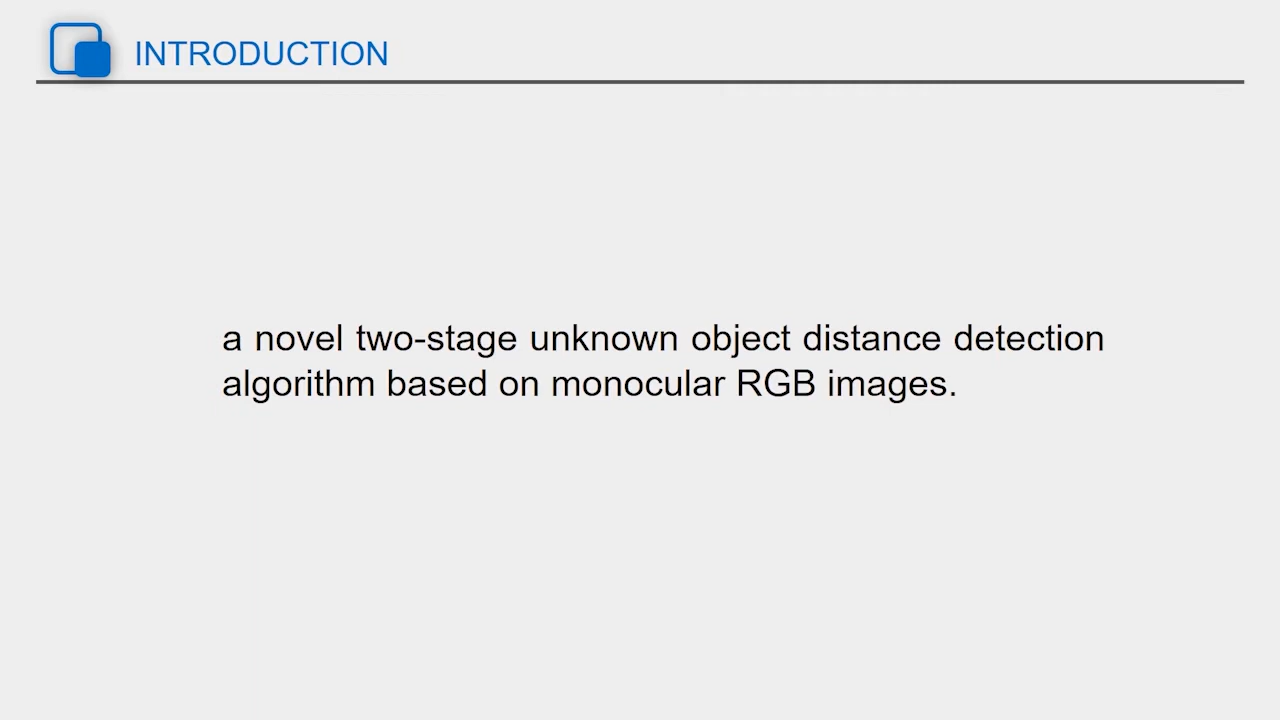 INTRODUCTION
a novel two-stage unknown object distance detection
algorithm based on monocular RGB images.